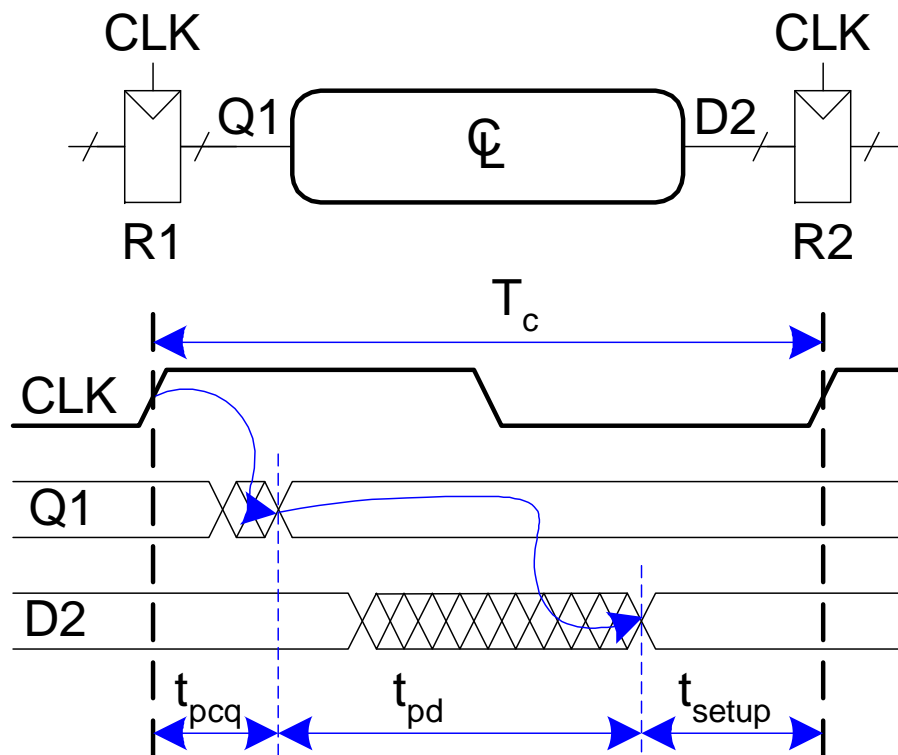 CLK CLK
Q1 CL D2
R1 R2
Tc
CLK
Q1
D2
tpcq tpd tsetup